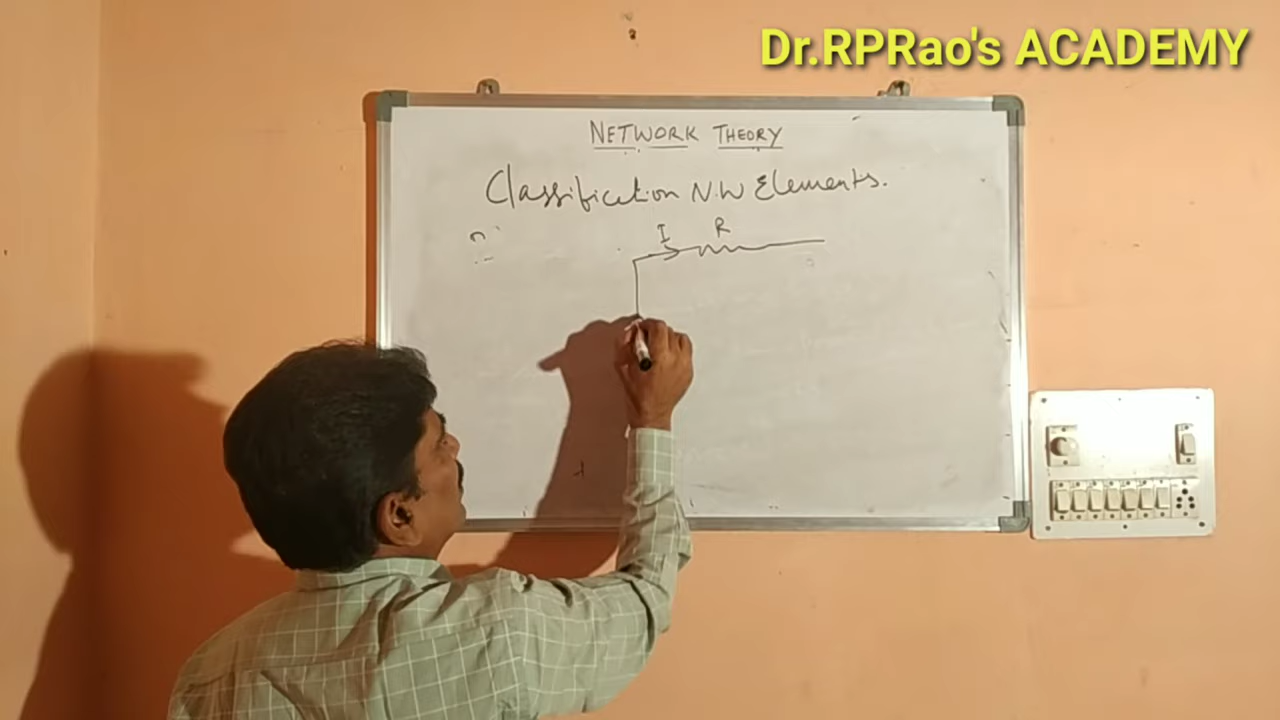 Dr.RPRao's ACADEMY
NETWORK THEORY
Classification N.W Elements.
I R